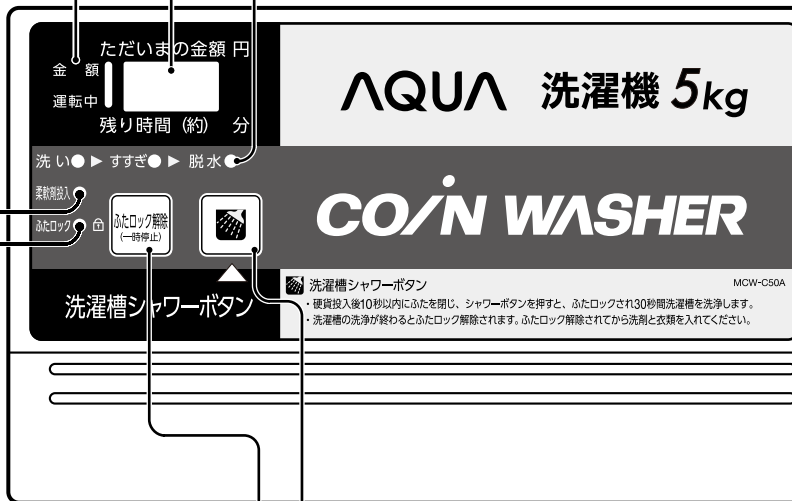 ただいまの金額 円
金 額
運転中
残り時間 (約) 分
AQUA 洗濯機 5kg
洗い ▶ すすぎ ▶ 脱水
柔軟剤投入
ふたロック
ふたロック解除
(一時停止)
COIN WASHER
洗濯槽シャワーボタン
洗濯槽シャワーボタン
MCW-C50A
・硬貨投入後10秒以内にふたを閉じ、シャワーボタンを押すと、ふたロックされ30秒間洗濯槽を洗浄します。
・洗濯槽の洗浄が終わるとふたロック解除されます。ふたロック解除されてから洗剤と衣類を入れてください。